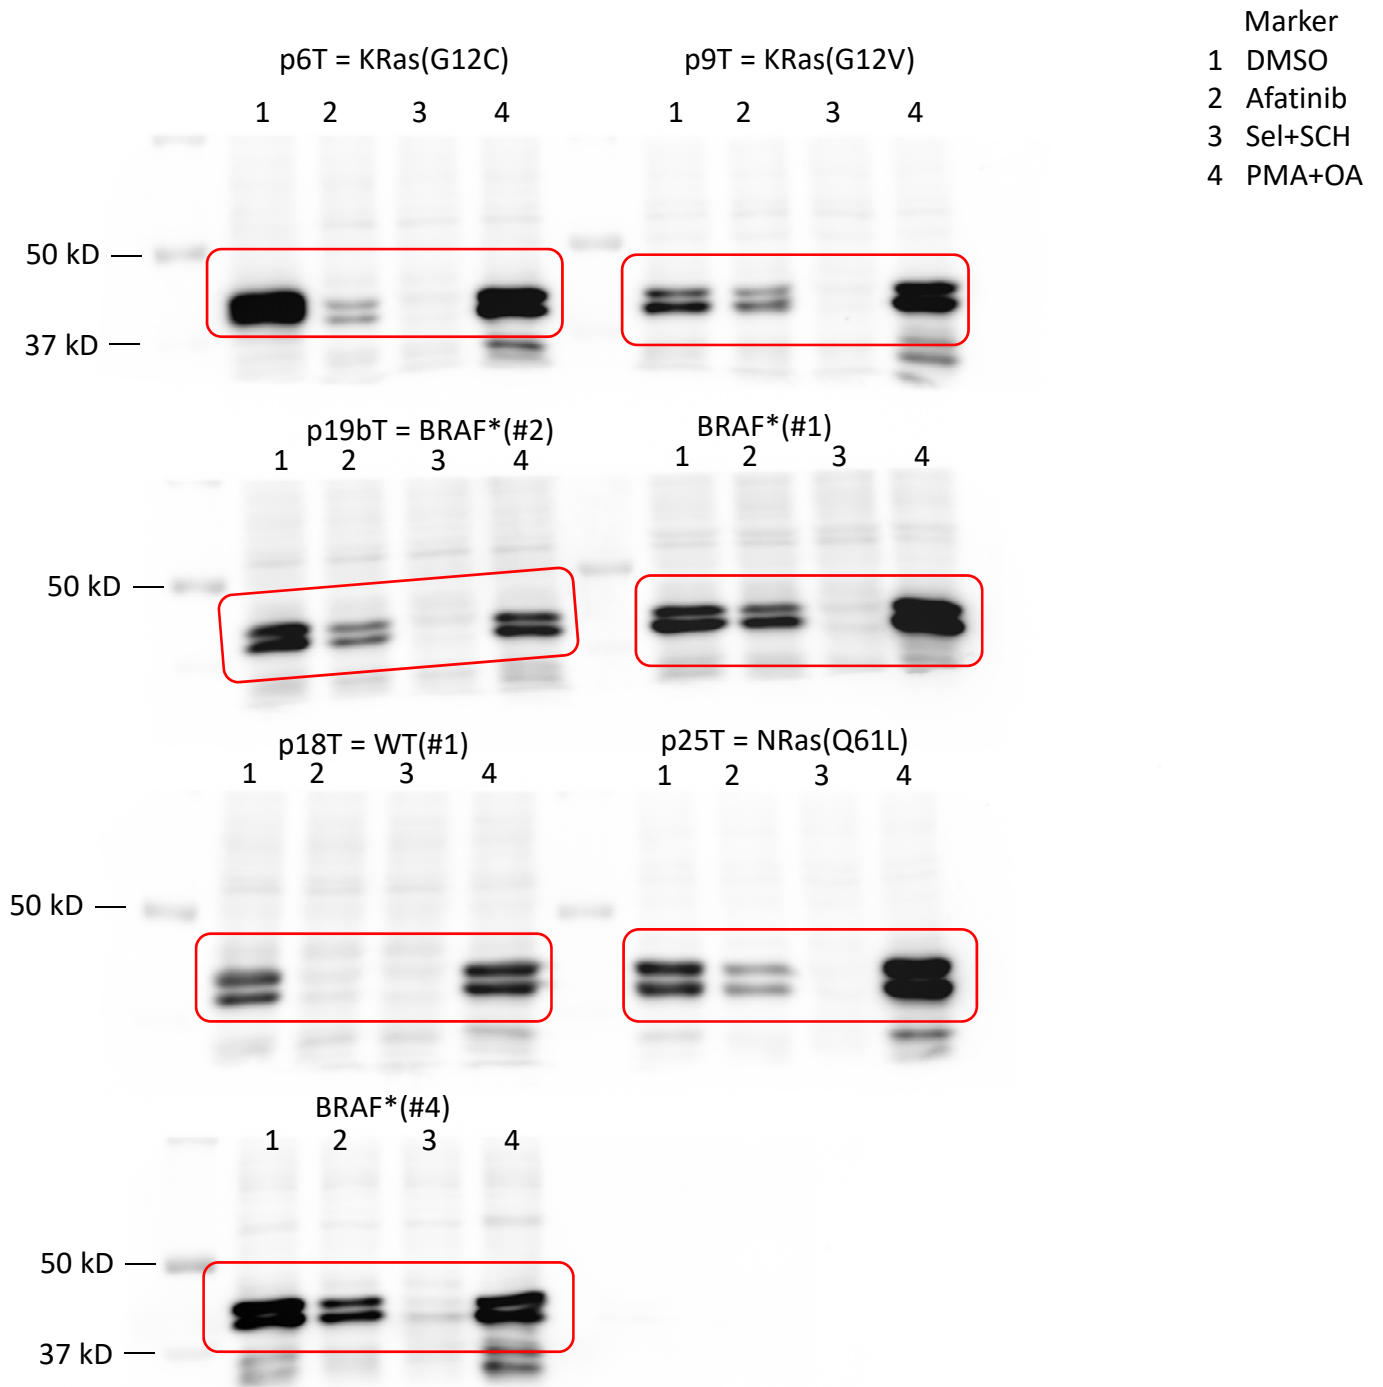 Marker
1 DMSO
2 Afatinib
3 Sel+SCH
4 PMA+OA
p6T = KRas(G12C)
1 2 3 4
50 kD
37 kD
p9T = KRas(G12V)
1 2 3 4
p19bT = BRAF*(#2)
1 2 3 4
50 kD
BRAF*(#1)
1 2 3 4
p18T = WT(#1)
1 2 3 4
50 kD
p25T = NRas(Q61L)
1 2 3 4
BRAF*(#4)
1 2 3 4
50 kD
37 kD